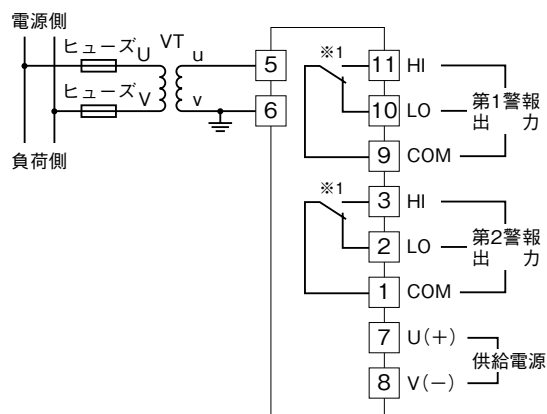 電源側
ヒューズ U VT u
ヒューズ V v
負荷側
5
6
※1
11 HI
10 LO
9 COM
第1警報
出 力
※1
3 HI
2 LO
1 COM
第2警報
出 力
7 U(+)
8 V(−)
供給電源